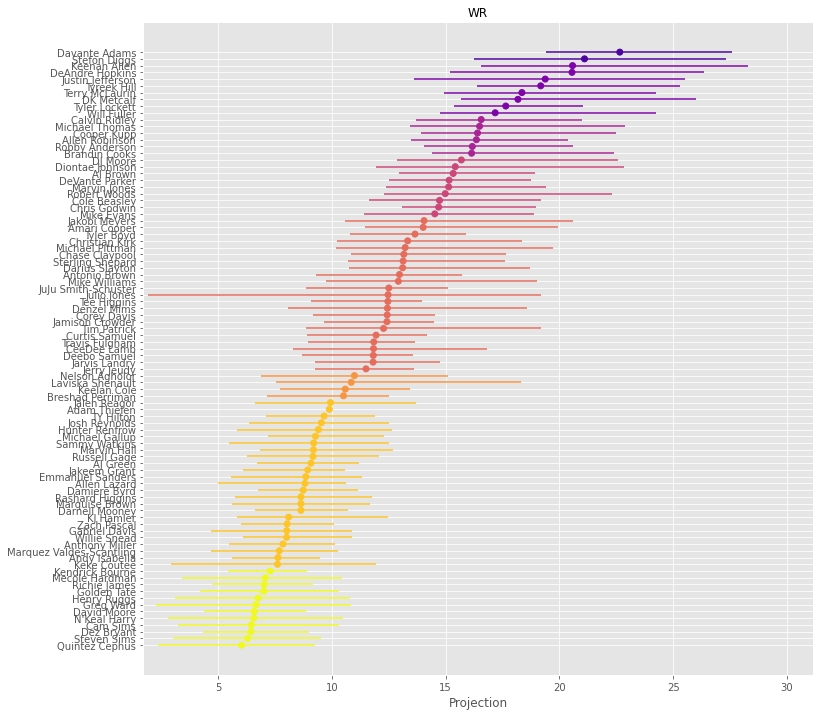 WR
Davante Adams
Stefon Diggs
Keenan Allen
DeAndre Hopkins
Justin Jefferson
Tyreek Hill
Terry McLaurin
DK Metcalf
Tyler Lockett
Will Fuller
Calvin Ridley
Michael Thomas
Cooper Kupp
Allen Robinson
Robby Anderson
Brandin Cooks
DJ Moore
Diontae Johnson
AJ Brown
DeVante Parker
Marvin Jones
Robert Woods
Cole Beasley
Chris Godwin
Mike Evans
Jakobi Meyers
Amari Cooper
Tyler Boyd
Christian Kirk
Michael Pittman
Chase Claypool
Sterling Shepard
Darius Slayton
Antonio Brown
Mike Williams
JuJu Smith-Schuster
Julio Jones
Tee Higgins
Denzel Mims
Corey Davis
Jamison Crowder
Tim Patrick
Curtis Samuel
Travis Fulgham
CeeDee Lamb
Deebo Samuel
Jarvis Landry
Jerry Jeudy
Nelson Agholor
Laviska Shenault
Keelan Cole
Breshad Perriman
Jalen Reagor
Adam Thielen
TY Hilton
Josh Reynolds
Hunter Renfrow
Michael Gallup
Sammy Watkins
Marvin Hall
Russell Gage
AJ Green
Jakeem Grant
Emmanuel Sanders
Allen Lazard
Damiere Byrd
Rashard Higgins
Marquise Brown
Darnell Mooney
KJ Hamler
Zach Pascal
Gabriel Davis
Willie Snead
Anthony Miller
Marquez Valdes-Scantling
Andy Isabella
Keke Coutee
Kendrick Bourne
Mecole Hardman
Richie James
Golden Tate
Henry Ruggs
Greg Ward
David Moore
N'Keal Harry
Cam Sims
Dez Bryant
Steven Sims
Quintez Cephus
5 10 15 20 25 30
Projection